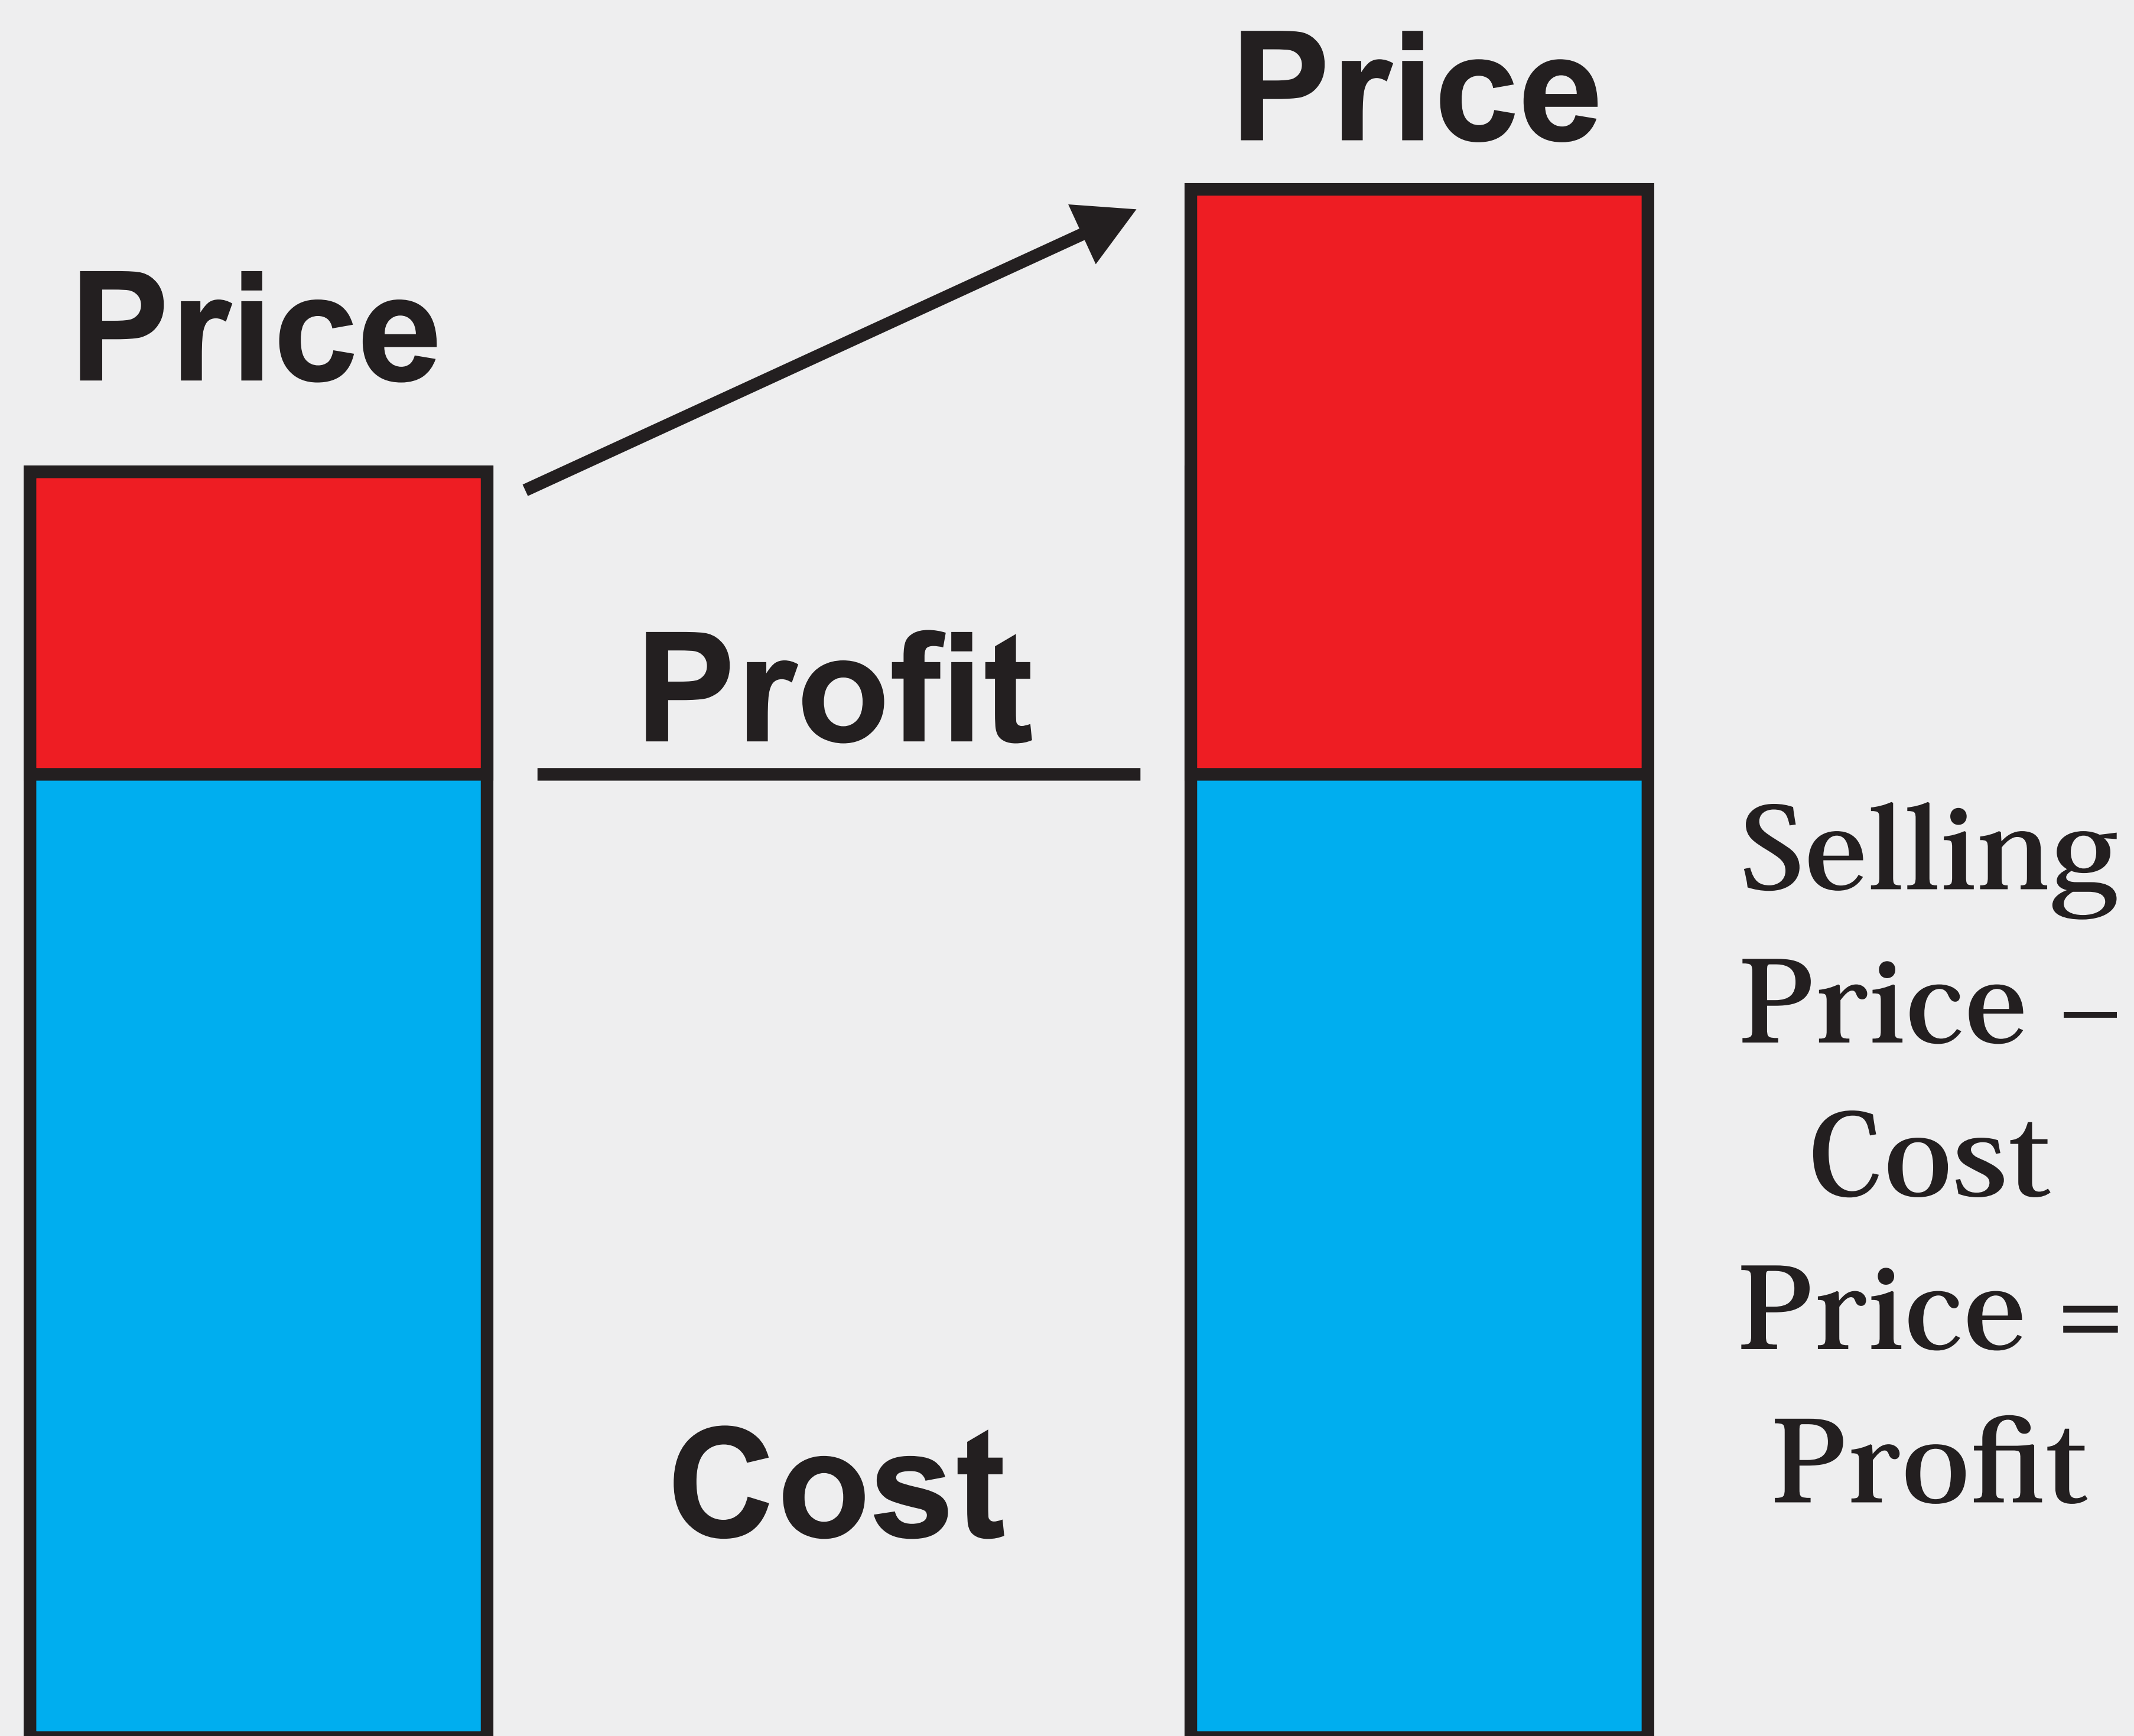 Price
Price
Profit
Cost
Selling
Price –
Cost
Price =
Profit